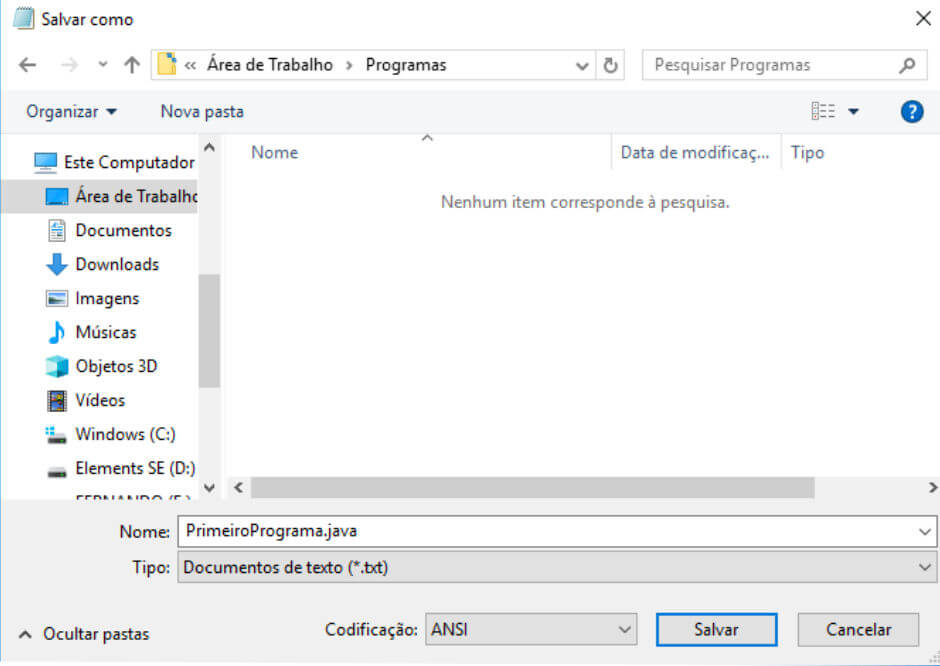 Salvar como
« Área de Trabalho › Programas
Pesquisar Programas
Organizar
Nova pasta
Nome
Data de modificaç...
Tipo
Nenhum item corresponde à pesquisa.
Este Computador
Área de Trabalho
Documentos
Downloads
Imagens
Músicas
Objetos 3D
Vídeos
Windows (C:)
Elements SE (D:)
Nome: PrimeiroPrograma.java
Tipo: Documentos de texto (*.txt)
Ocultar pastas
Codificação: ANSI
Salvar
Cancelar